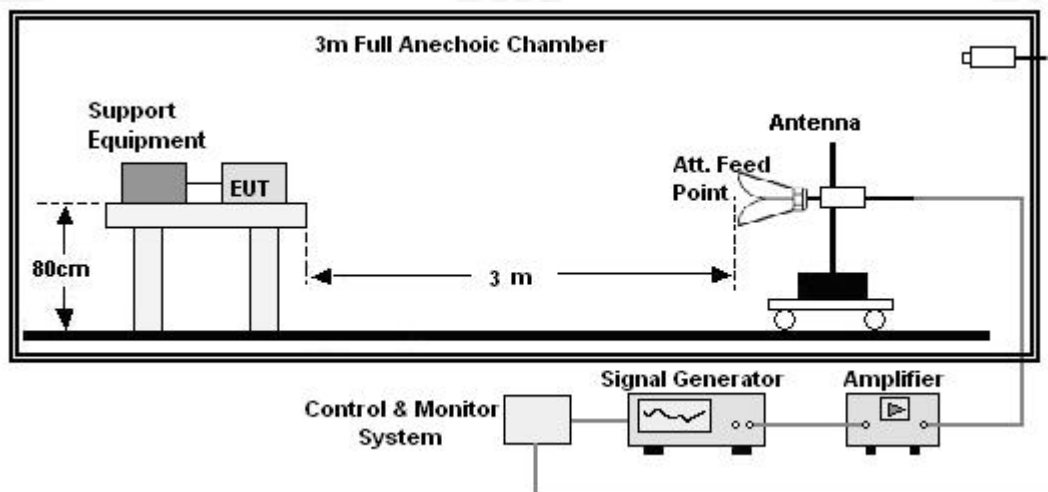 3m Full Anechoic Chamber
Support
Equipment
EUT
80cm
3 m
Antenna
Att. Feed
Point
Signal Generator
Amplifier
Control & Monitor
System